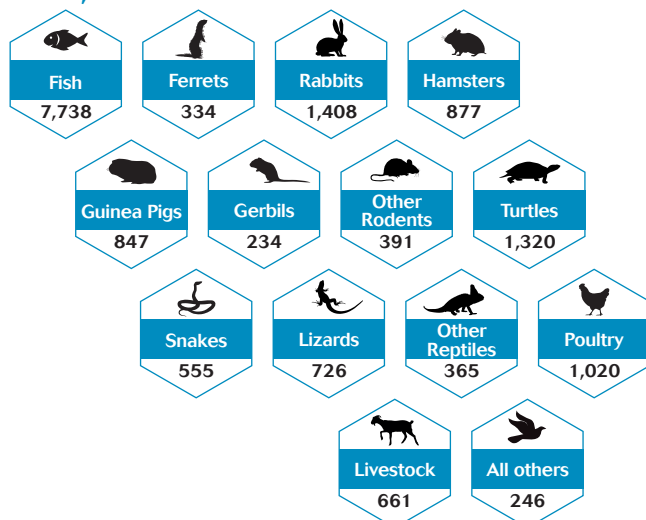 Fish
7,738
Ferrets
334
Rabbits
1,408
Hamsters
877
Guinea Pigs
847
Gerbils
234
Other
Rodents
391
Turtles
1,320
Snakes
555
Lizards
726
Other
Reptiles
365
Poultry
1,020
Livestock
661
All others
246